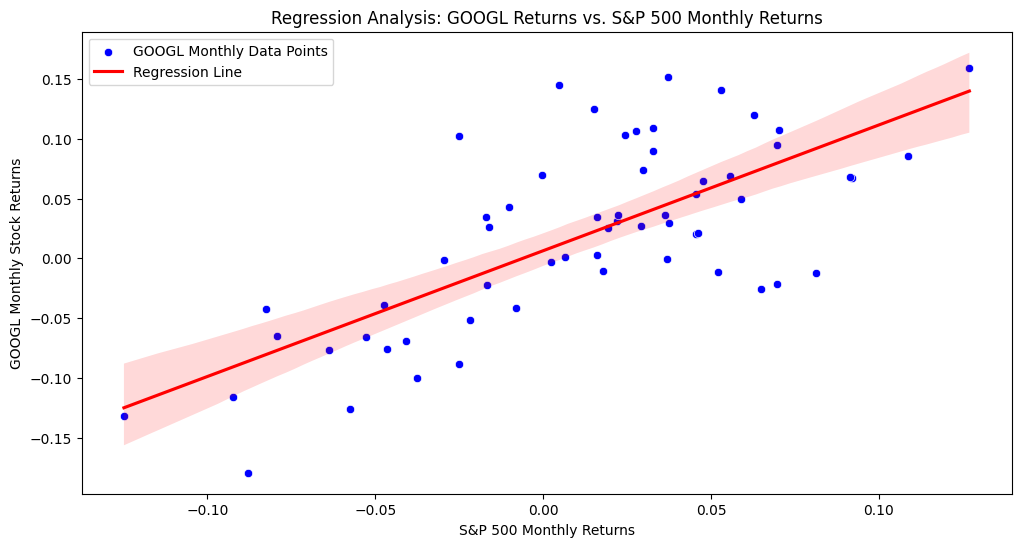 Regression Analysis: GOOGL Returns vs. S&P 500 Monthly Returns
GOOGL Monthly Data Points
Regression Line
GOOGL Monthly Stock Returns
0.15
0.10
0.05
0.00
−0.05
−0.10
−0.15
−0.10
−0.05
0.00
0.05
0.10
S&P 500 Monthly Returns